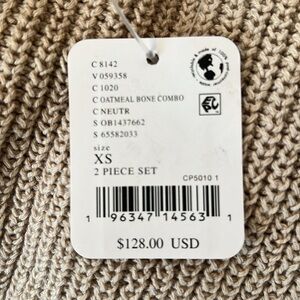 C 8142
V 059358
C 1020
C OATMEAL BONE COMBO
C NEUTR
S OB1437662
S 65582033
size
XS
2 PIECE SET
CP5010 1
1 96347 14563 1
$128.00 USD